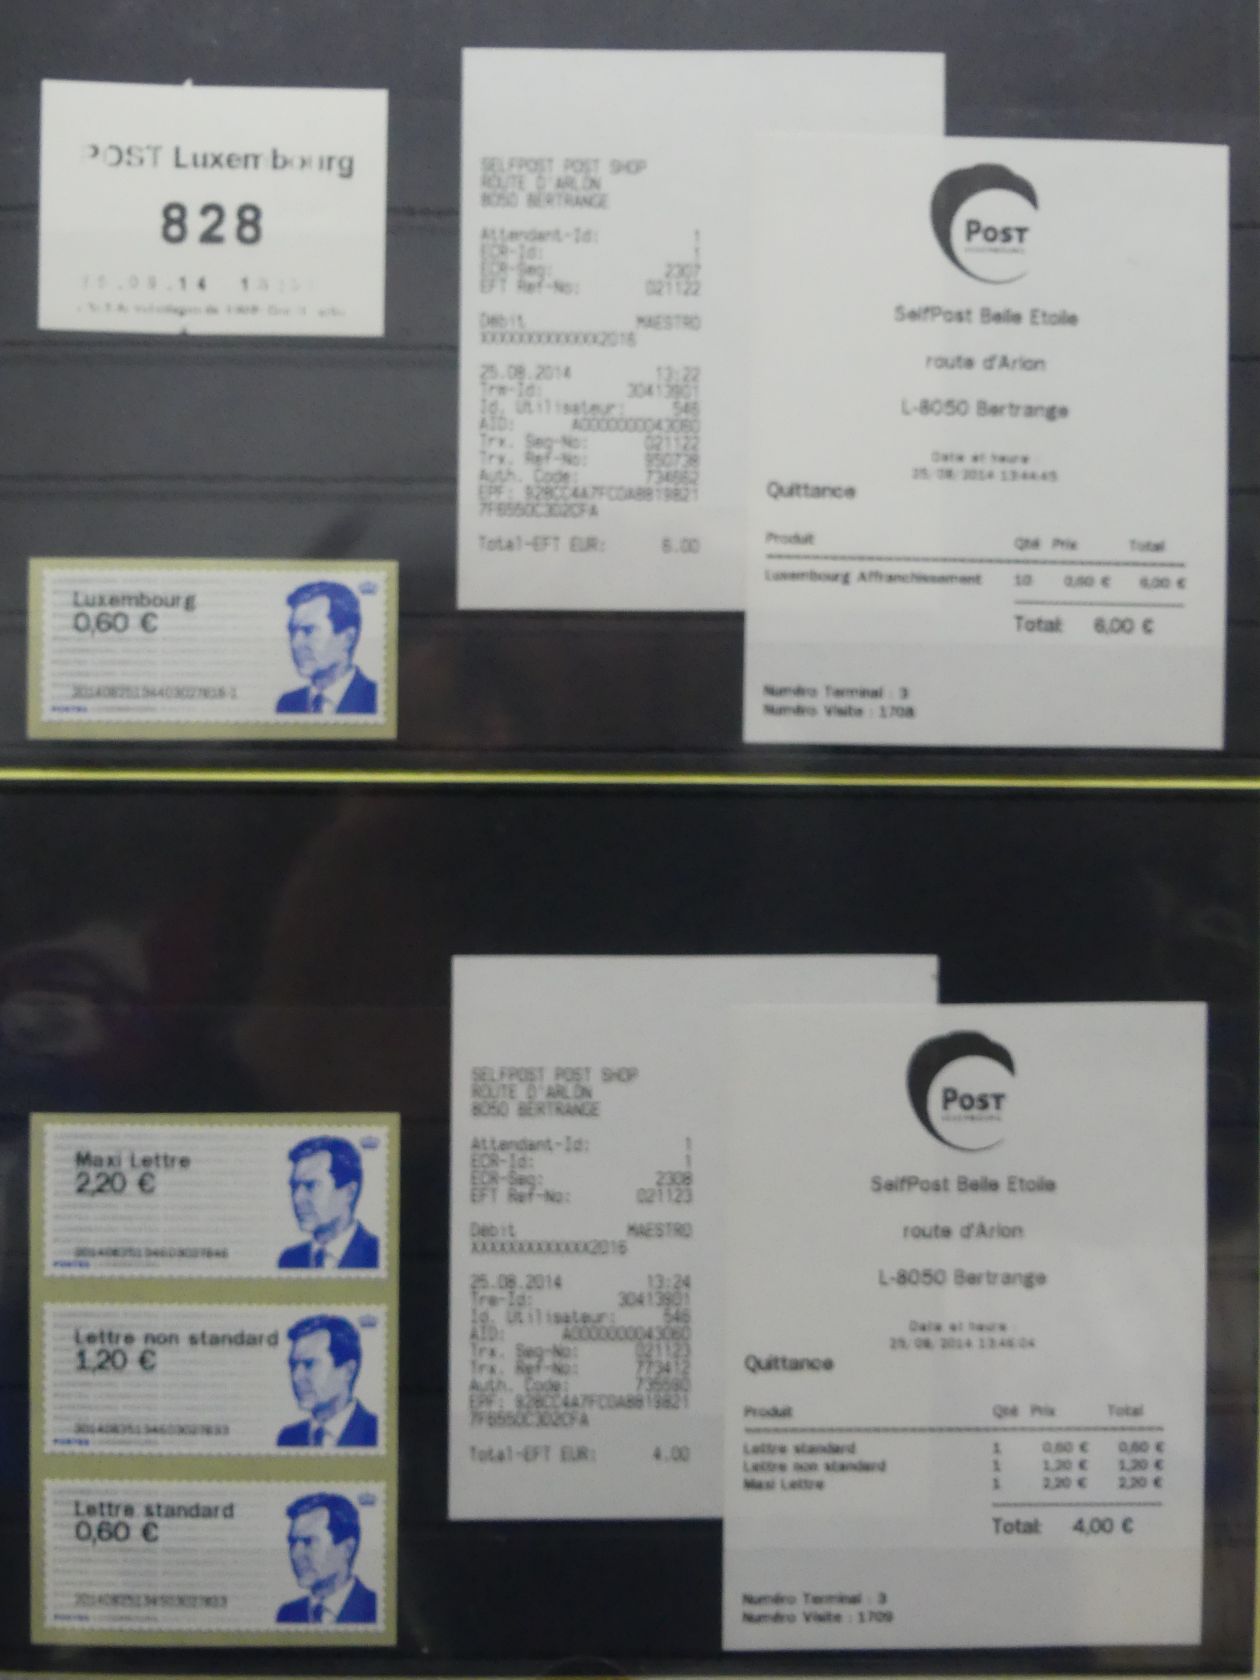 POST Luxembourg
828
SELFPOST POST SHOP
ROUTE D'ARLON
8050 BERTRANGE
Attendant-Id: 1
ECR-Id: 1
ECR-Seq: 2307
EFT Ref-No: 021122
Débit MAESTRO
XXXXXXXXXXXXX2016
25.08.2014 13:22
Trm-Id: 30413901
Id. Utilisateur: 546
AID: A0000000043060
Trx. Seq-No: 021122
Trx. Ref-No: 950738
Auth. Code: 734662
EPF: 928CC4A7FC0A8819821
7F6550C302CFA
Total-EFT EUR: 6.00
POST
LUXEMBOURG
SelfPost Belle Etoile
route d'Arlon
L-8050 Bertrange
Date et heure :
25/08/2014 13:44:45
Quittance
Produit Qté Prix Total
Luxembourg Affranchissement 10 0,60 € 6,00 €
Total: 6,00 €
Numéro Terminal : 3
Numéro Visite : 1708
Luxembourg
0,60 €
POSTES LUXEMBOURG
SELFPOST POST SHOP
ROUTE D'ARLON
8050 BERTRANGE
Attendant-Id: 1
ECR-Id: 1
ECR-Seq: 2308
EFT Ref-No: 021123
Débit MAESTRO
XXXXXXXXXXXXX2016
25.08.2014 13:24
Trm-Id: 30413901
Id. Utilisateur: 546
AID: A0000000043060
Trx. Seq-No: 021123
Trx. Ref-No: 773412
Auth. Code:
EPF: 928CC4A7FC0A8819821
7F6550C302CFA
Total-EFT EUR: 4.00
POST
LUXEMBOURG
SelfPost Belle Etoile
route d'Arlon
L-8050 Bertrange
Date et heure :
25/08/2014 13:46:04
Quittance
Produit Qté Prix Total
Lettre standard 1 0,60 € 0,60 €
Lettre non standard 1 1,20 € 1,20 €
Maxi Lettre 1 2,20 € 2,20 €
Total: 4,00 €
Numéro Terminal : 3
Numéro Visite : 1709
Maxi Lettre
2,20 €
POSTES LUXEMBOURG
Lettre non standard
1,20 €
POSTES LUXEMBOURG
Lettre standard
0,60 €
POSTES LUXEMBOURG